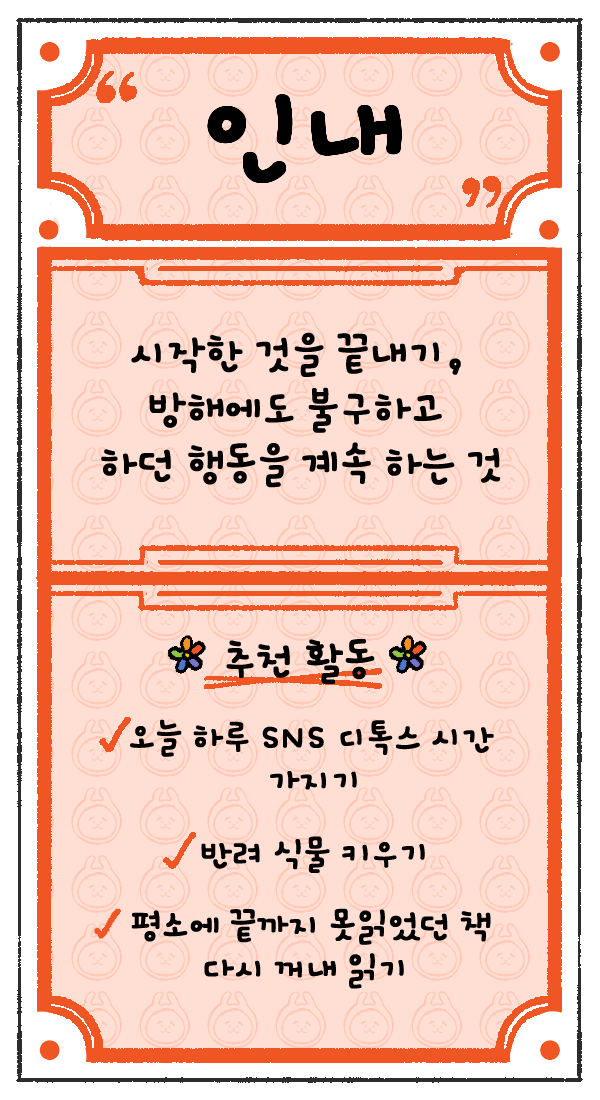 “
인내
”
시작한 것을 끝내기,
방해에도 불구하고
하던 행동을 계속 하는 것
추천 활동
✓오늘 하루 SNS 디톡스 시간
가지기
✓ 반려 식물 키우기
✓ 평소에 끝까지 못읽었던 책
다시 꺼내 읽기